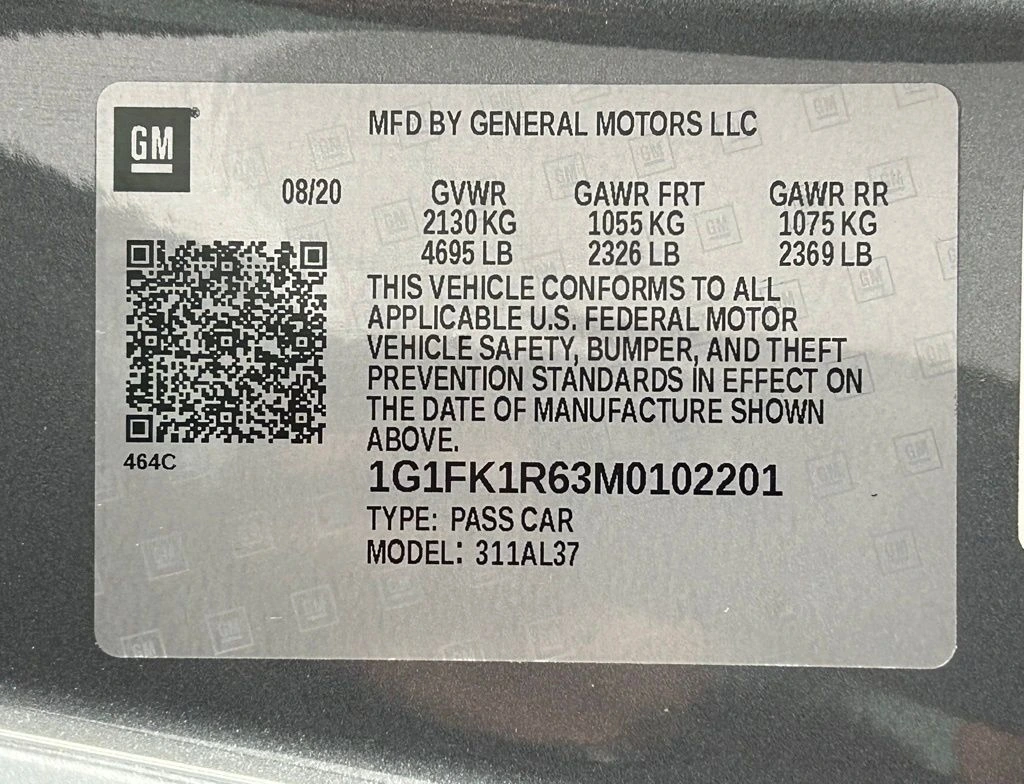 GM
MFD BY GENERAL MOTORS LLC
08/20 GVWR GAWR FRT GAWR RR
2130 KG 1055 KG 1075 KG
4695 LB 2326 LB 2369 LB
THIS VEHICLE CONFORMS TO ALL
APPLICABLE U.S. FEDERAL MOTOR
VEHICLE SAFETY, BUMPER, AND THEFT
PREVENTION STANDARDS IN EFFECT ON
THE DATE OF MANUFACTURE SHOWN
ABOVE.
464C
1G1FK1R63M0102201
TYPE: PASS CAR
MODEL: 311AL37